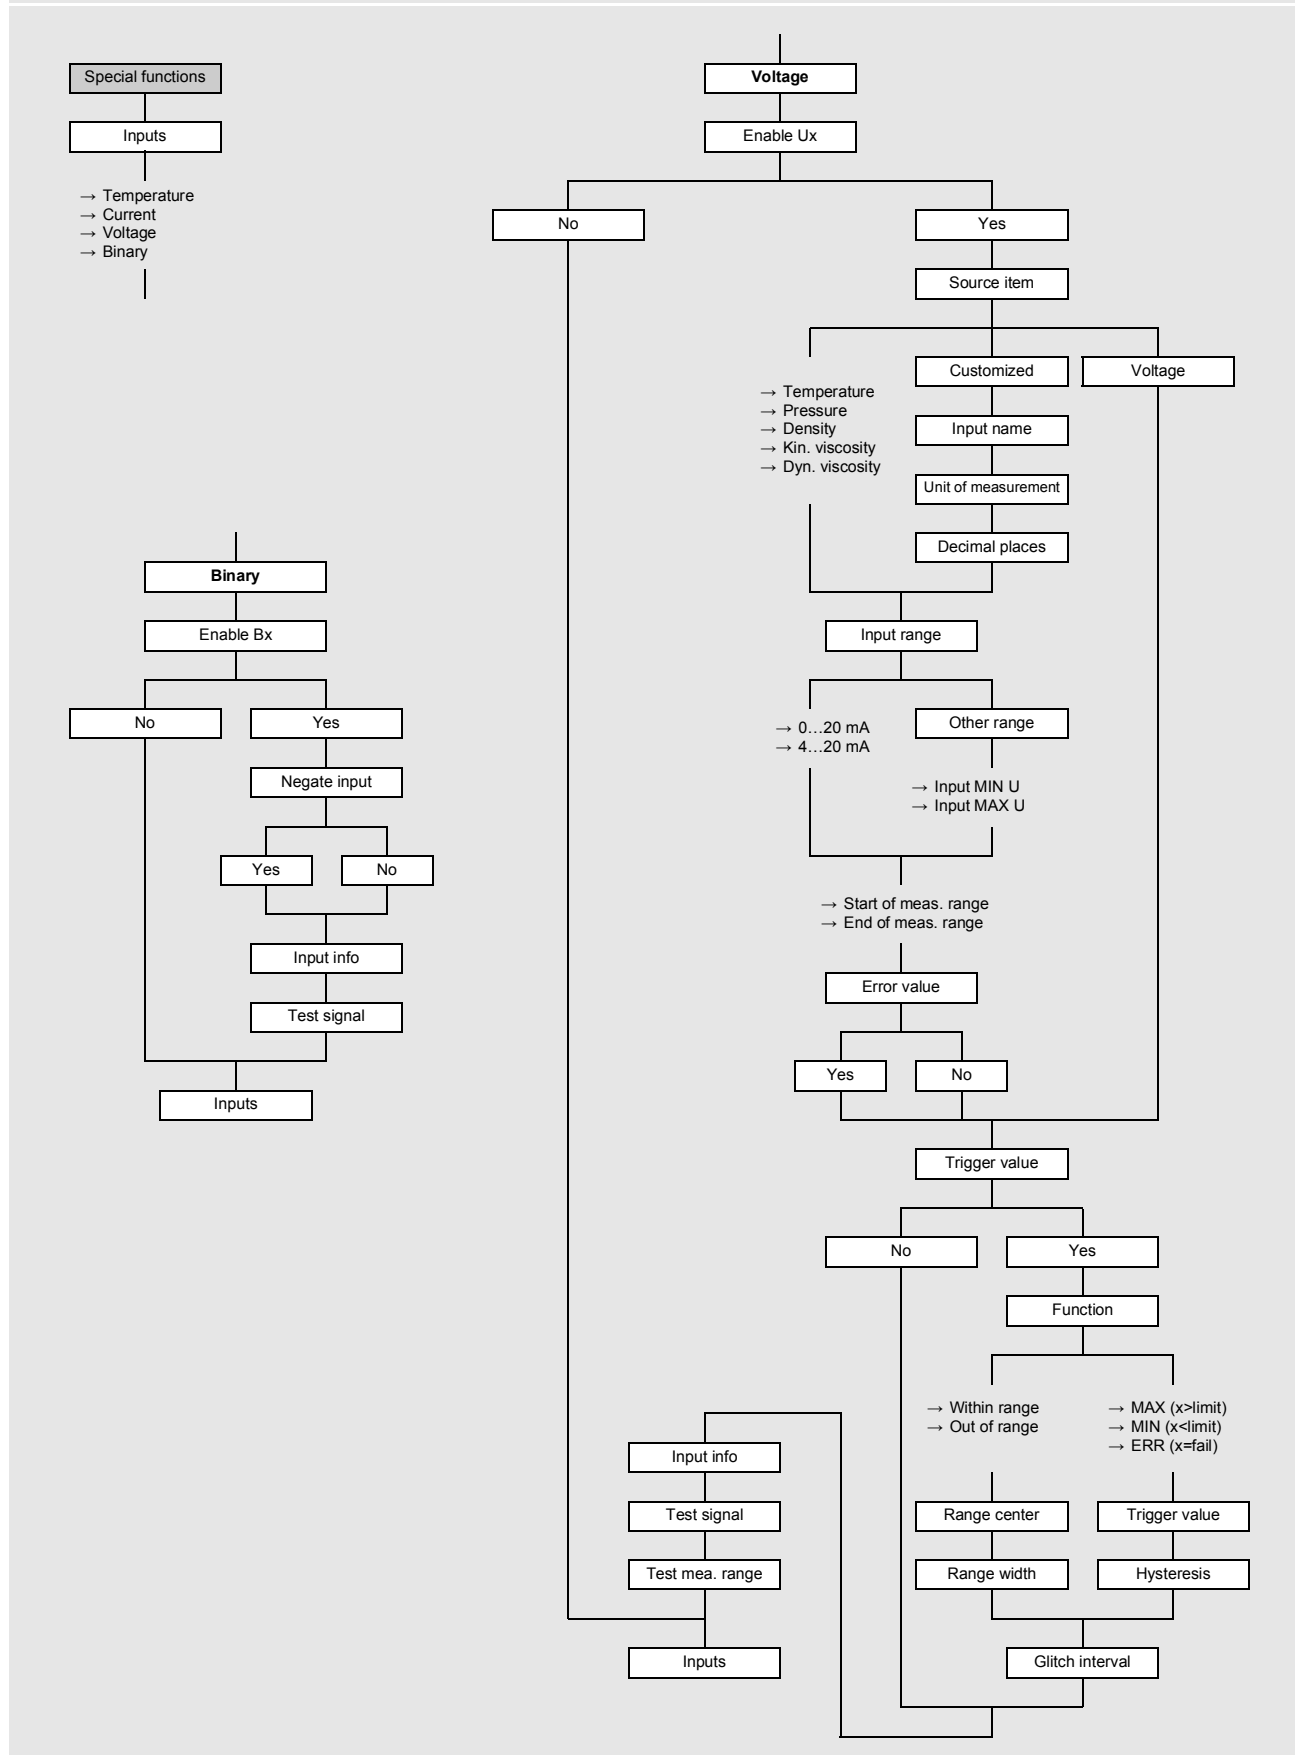 Special functions
Inputs
→ Temperature
→ Current
→ Voltage
→ Binary
Binary
Enable Bx
No
Yes
Negate input
Yes
No
Input info
Test signal
Inputs
Voltage
Enable Ux
No
Yes
Source item
→ Temperature
→ Pressure
→ Density
→ Kin. viscosity
→ Dyn. viscosity
Customized
Input name
Unit of measurement
Decimal places
Voltage
Input range
→ 0…20 mA
→ 4…20 mA
Other range
→ Input MIN U
→ Input MAX U
→ Start of meas. range
→ End of meas. range
Error value
Yes
No
Trigger value
No
Yes
Function
→ Within range
→ Out of range
→ MAX (x>limit)
→ MIN (x<limit)
→ ERR (x=fail)
Range center
Range width
Trigger value
Hysteresis
Glitch interval
Input info
Test signal
Test mea. range
Inputs